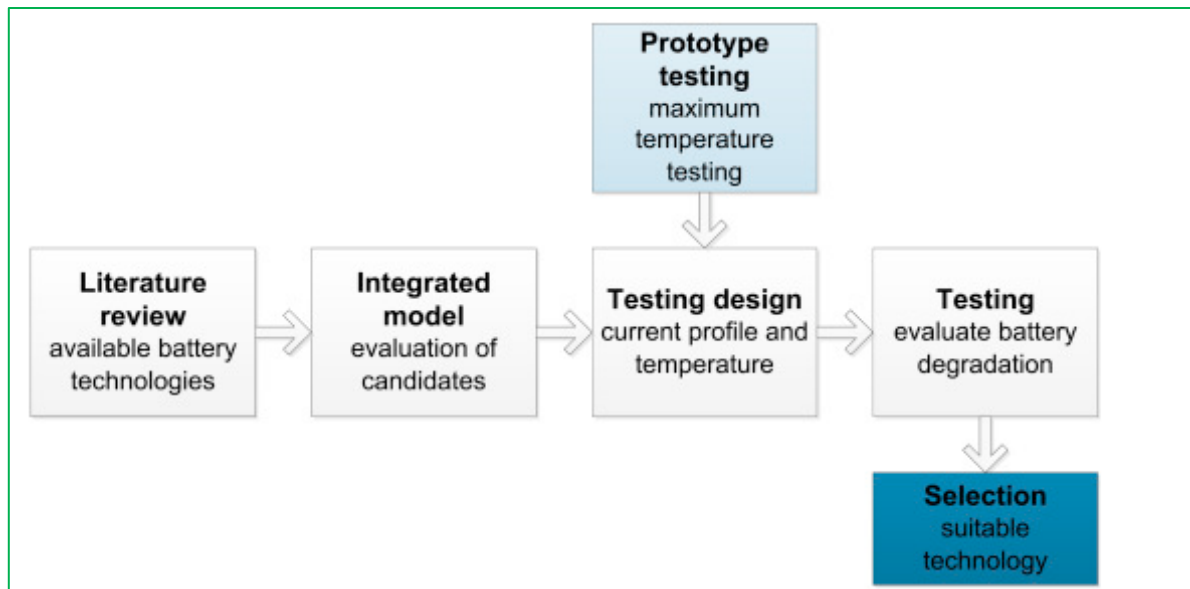 Prototype
testing
maximum
temperature
testing
Literature
review
available battery
technologies
Integrated
model
evaluation of
candidates
Testing design
current profile and
temperature
Testing
evaluate battery
degradation
Selection
suitable
technology